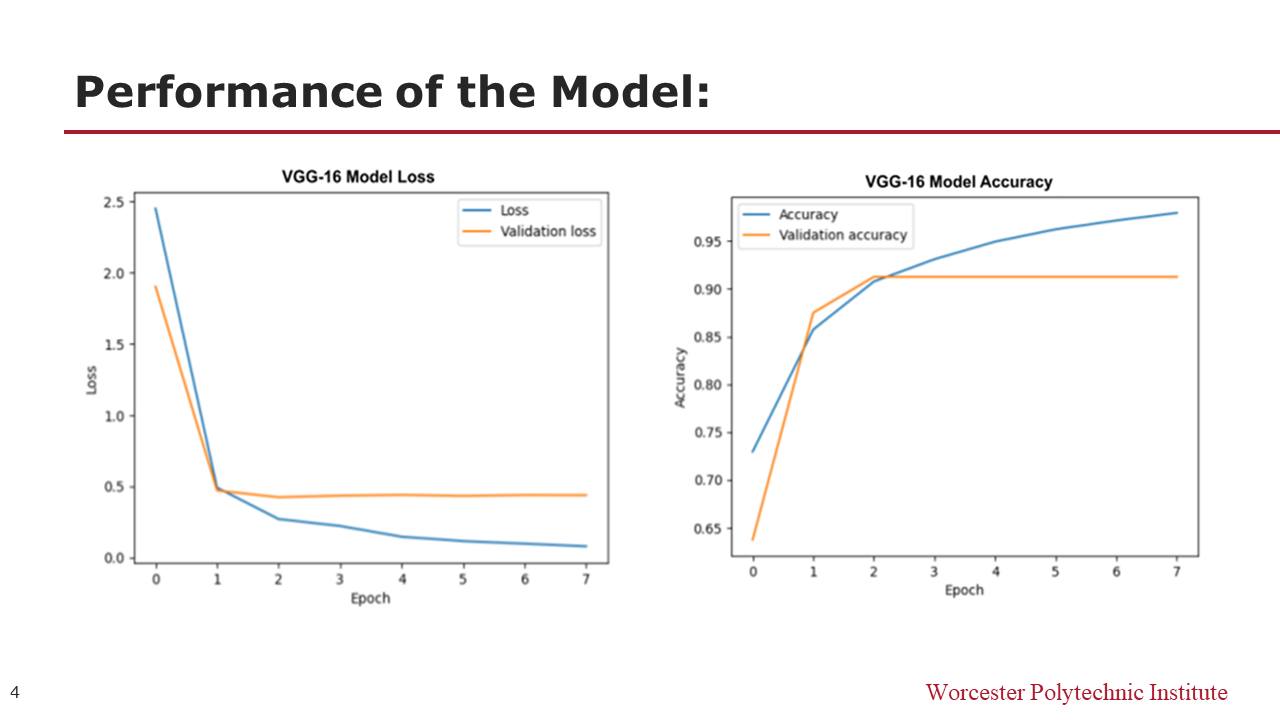 Performance of the Model:
VGG-16 Model Loss
Loss
Validation loss
2.5
2.0
1.5
1.0
0.5
0.0
Loss
0 1 2 3 4 5 6 7
Epoch
VGG-16 Model Accuracy
Accuracy
Validation accuracy
0.95
0.90
0.85
0.80
0.75
0.70
0.65
Accuracy
0 1 2 3 4 5 6 7
Epoch
4
Worcester Polytechnic Institute